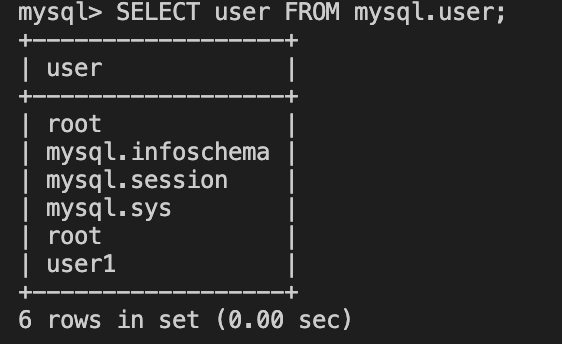 mysql> SELECT user FROM mysql.user;
+------------------+
| user             |
+------------------+
| root             |
| mysql.infoschema |
| mysql.session    |
| mysql.sys        |
| root             |
| user1            |
+------------------+
6 rows in set (0.00 sec)